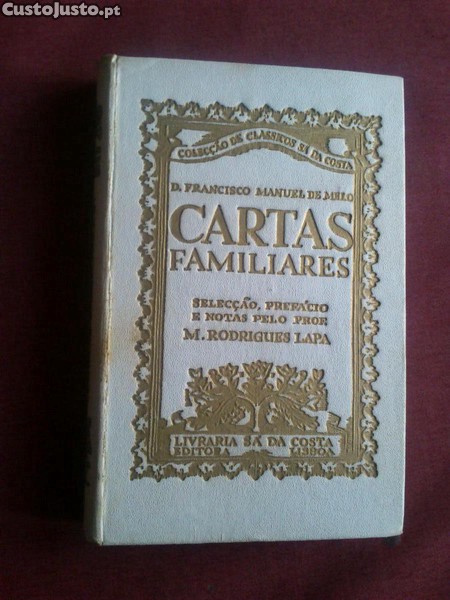 CustoJusto.pt
COLECÇÃO DE CLASSICOS SÁ DA COSTA
D. FRANCISCO MANUEL DE MELO
CARTAS
FAMILIARES
SELECÇÃO, PREFÁCIO
E NOTAS PELO PROF.
M. RODRIGUES LAPA
LIVRARIA SÁ DA COSTA
EDITORA LISBOA